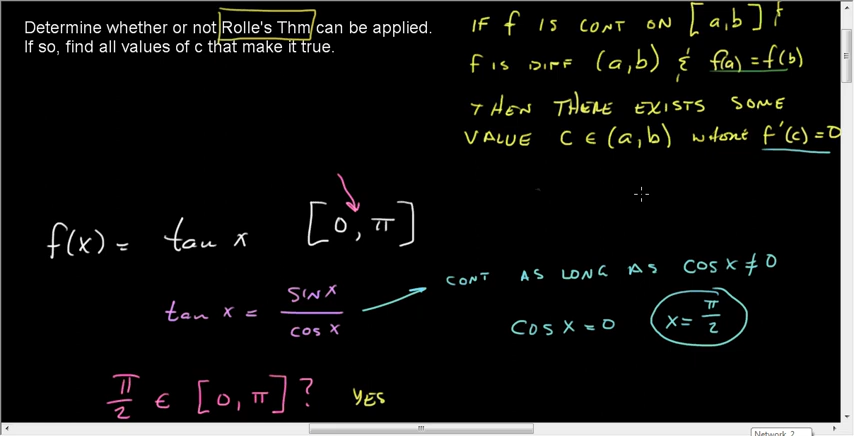 Determine whether or not Rolle's Thm can be applied.
If so, find all values of c that make it true.
IF f IS CONT ON [a,b] &
f IS DIFF (a,b) & f(a) = f(b)
THEN THERE EXISTS SOME
VALUE C ∈ (a,b) where f'(c) = 0
f(x) = tan x [0, π]
tan x = sin x / cos x
CONT AS LONG AS COS X ≠ 0
COS X = 0 x = π/2
π/2 ∈ [0, π] ? YES
Network 2